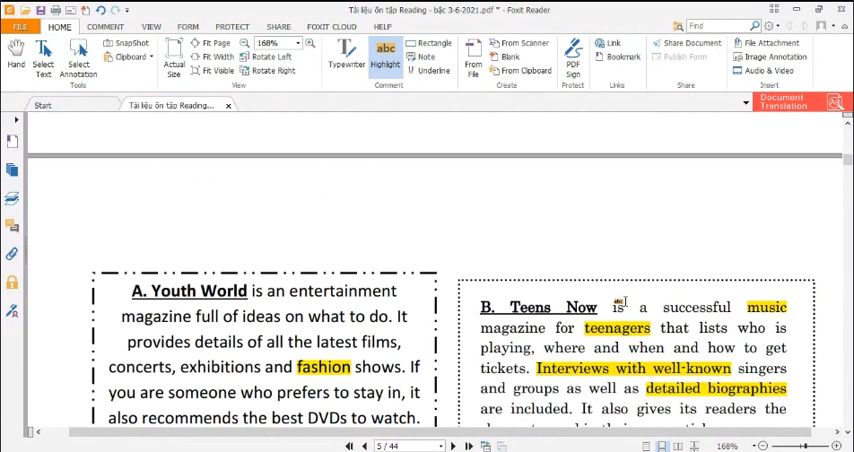 Tài liệu ôn tập Reading - bậc 3-6-2021.pdf * - Foxit Reader
FILE HOME COMMENT VIEW FORM PROTECT SHARE FOXIT CLOUD HELP
Find
Hand
Select Text
Select Annotation
SnapShot
Clipboard
Tools
Actual Size
Fit Page
Fit Width
Fit Visible
168%
Rotate Left
Rotate Right
View
Typewriter
abc
Highlight
Rectangle
Note
Underline
Comment
From File
From Scanner
Blank
From Clipboard
Create
PDF Sign
Protect
Link
Bookmark
Links
Share Document
Publish Form
Share
File Attachment
Image Annotation
Audio & Video
Insert
Start
Tài liệu ôn tập Reading...
Document Translation
A. Youth World is an entertainment
magazine full of ideas on what to do. It
provides details of all the latest films,
concerts, exhibitions and fashion shows. If
you are someone who prefers to stay in, it
also recommends the best DVDs to watch.
B. Teens Now is a successful music
magazine for teenagers that lists who is
playing, where and when and how to get
tickets. Interviews with well-known singers
and groups as well as detailed biographies
are included. It also gives its readers the
5 / 44
168%